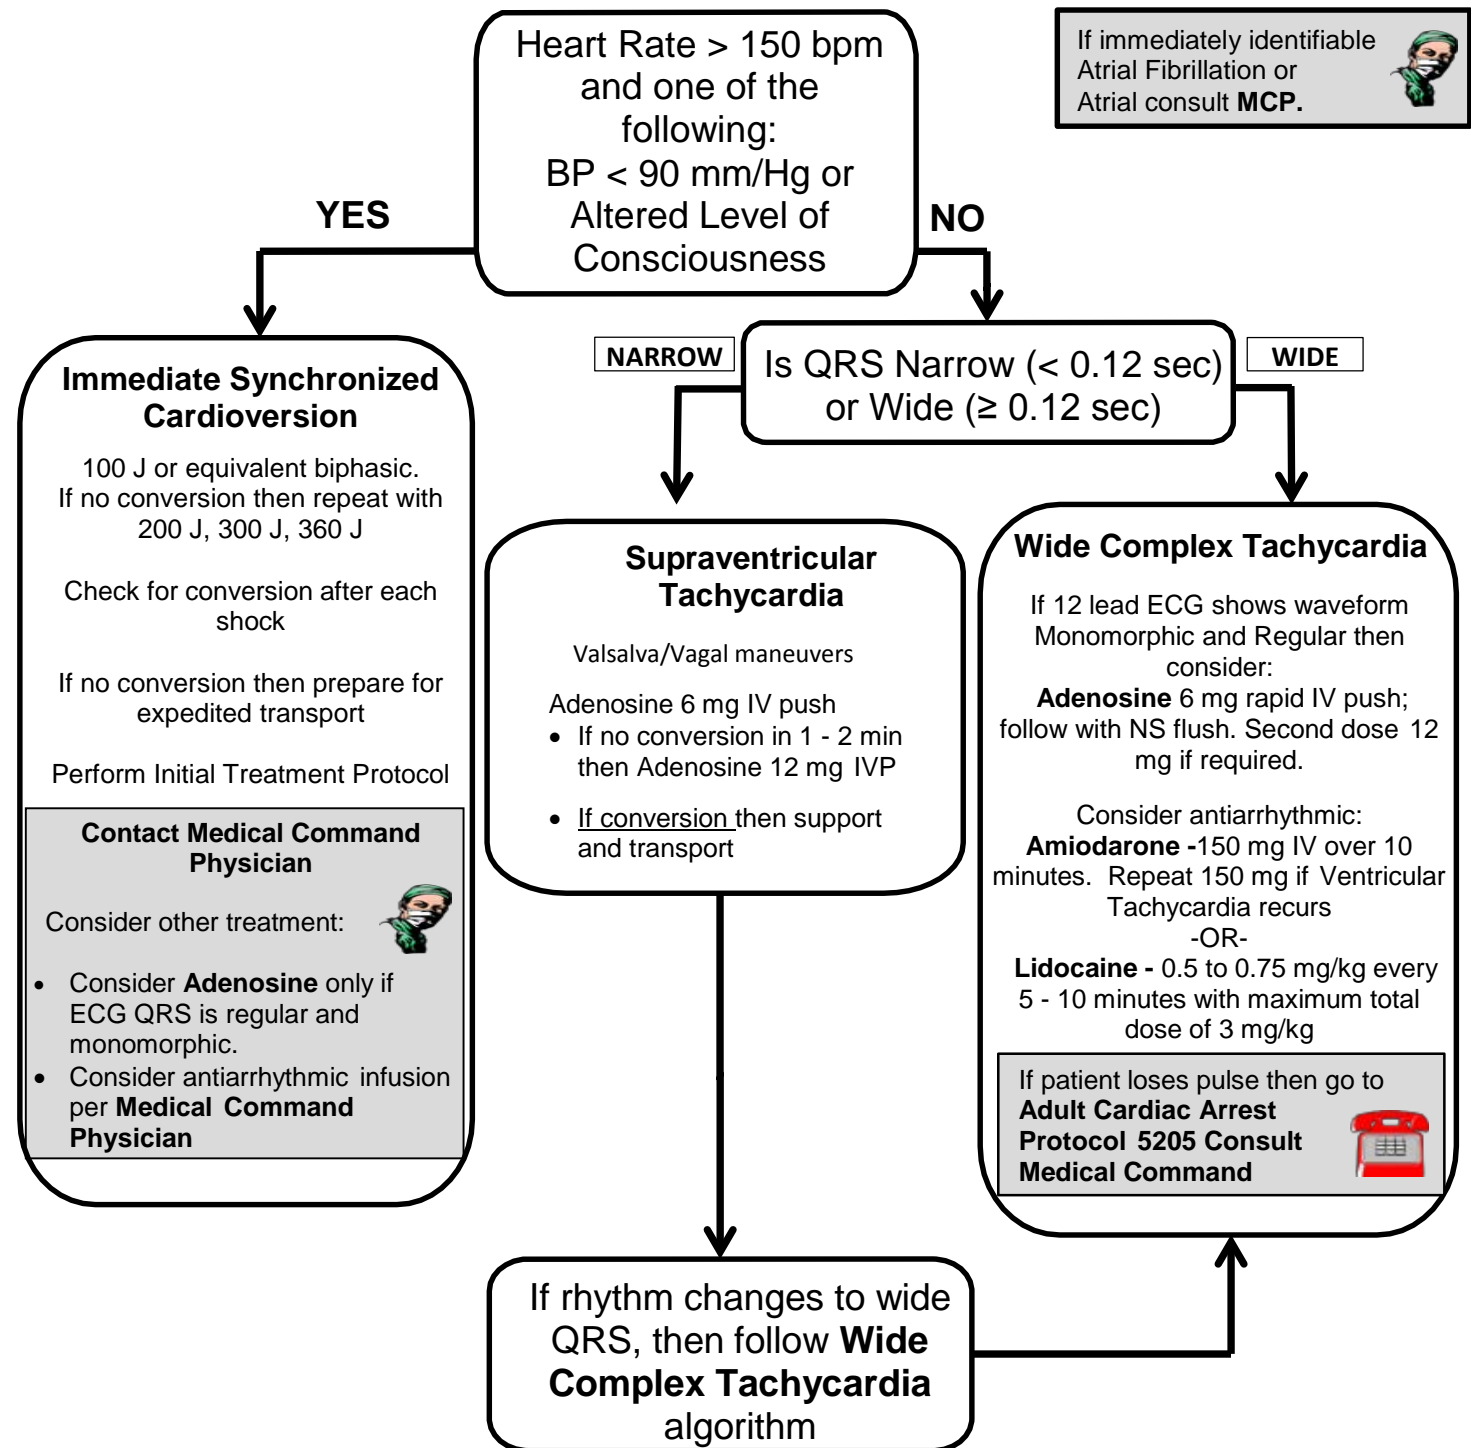 Heart Rate > 150 bpm
and one of the
following:
BP < 90 mm/Hg or
Altered Level of
Consciousness
If immediately identifiable
Atrial Fibrillation or
Atrial consult MCP.
YES
NO
Immediate Synchronized
Cardioversion
100 J or equivalent biphasic.
If no conversion then repeat with
200 J, 300 J, 360 J
Check for conversion after each
shock
If no conversion then prepare for
expedited transport
Perform Initial Treatment Protocol
Contact Medical Command
Physician
Consider other treatment:
• Consider Adenosine only if
ECG QRS is regular and
monomorphic.
• Consider antiarrhythmic infusion
per Medical Command
Physician
NARROW
Is QRS Narrow (< 0.12 sec)
or Wide (≥ 0.12 sec)
WIDE
Supraventricular
Tachycardia
Valsalva/Vagal maneuvers
Adenosine 6 mg IV push
• If no conversion in 1 - 2 min
then Adenosine 12 mg IVP
• If conversion then support
and transport
Wide Complex Tachycardia
If 12 lead ECG shows waveform
Monomorphic and Regular then
consider:
Adenosine 6 mg rapid IV push;
follow with NS flush. Second dose 12
mg if required.
Consider antiarrhythmic:
Amiodarone -150 mg IV over 10
minutes. Repeat 150 mg if Ventricular
Tachycardia recurs
-OR-
Lidocaine - 0.5 to 0.75 mg/kg every
5 - 10 minutes with maximum total
dose of 3 mg/kg
If patient loses pulse then go to
Adult Cardiac Arrest
Protocol 5205 Consult
Medical Command
If rhythm changes to wide
QRS, then follow Wide
Complex Tachycardia
algorithm